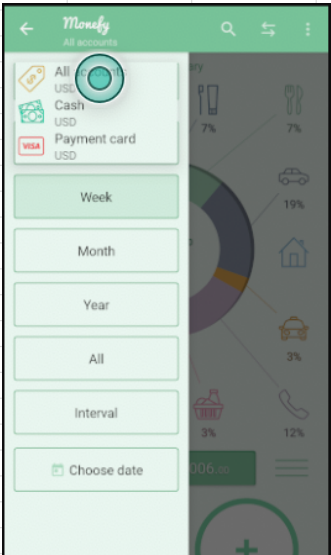 Monefy
All accounts
All accounts
USD
Cash
USD
VISA
Payment card
USD
Week
Month
Year
All
Interval
Choose date
7%
7%
19%
3%
3%
12%